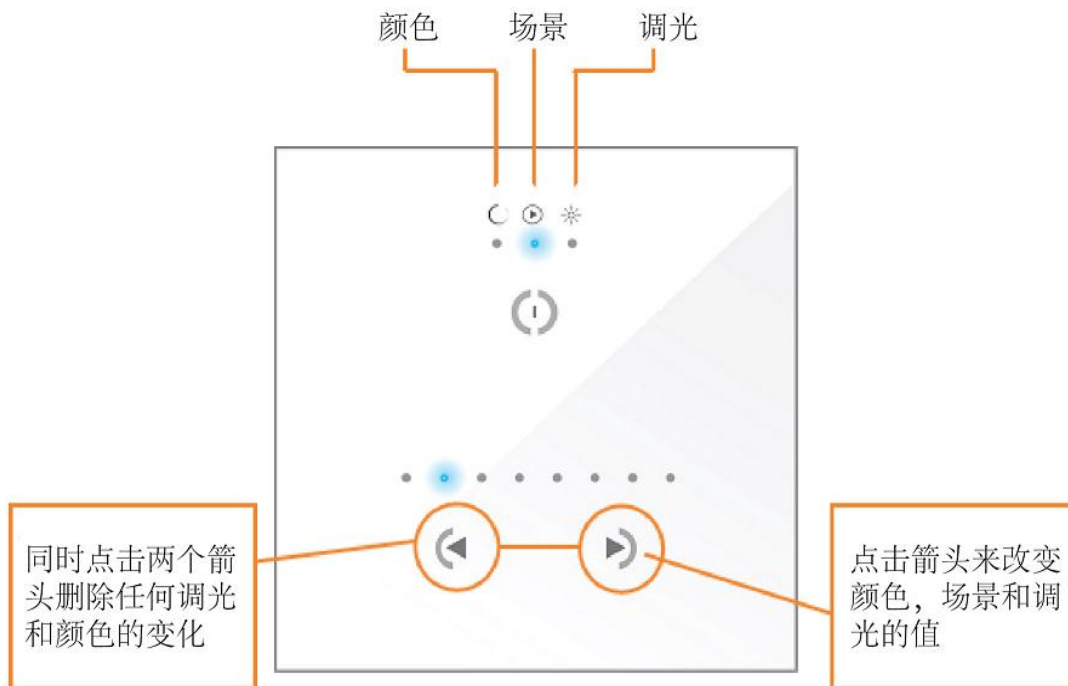 颜色 场景 调光
同时点击两个箭
头删除任何调光
和颜色的变化
点击箭头来改变
颜色，场景和调
光的值